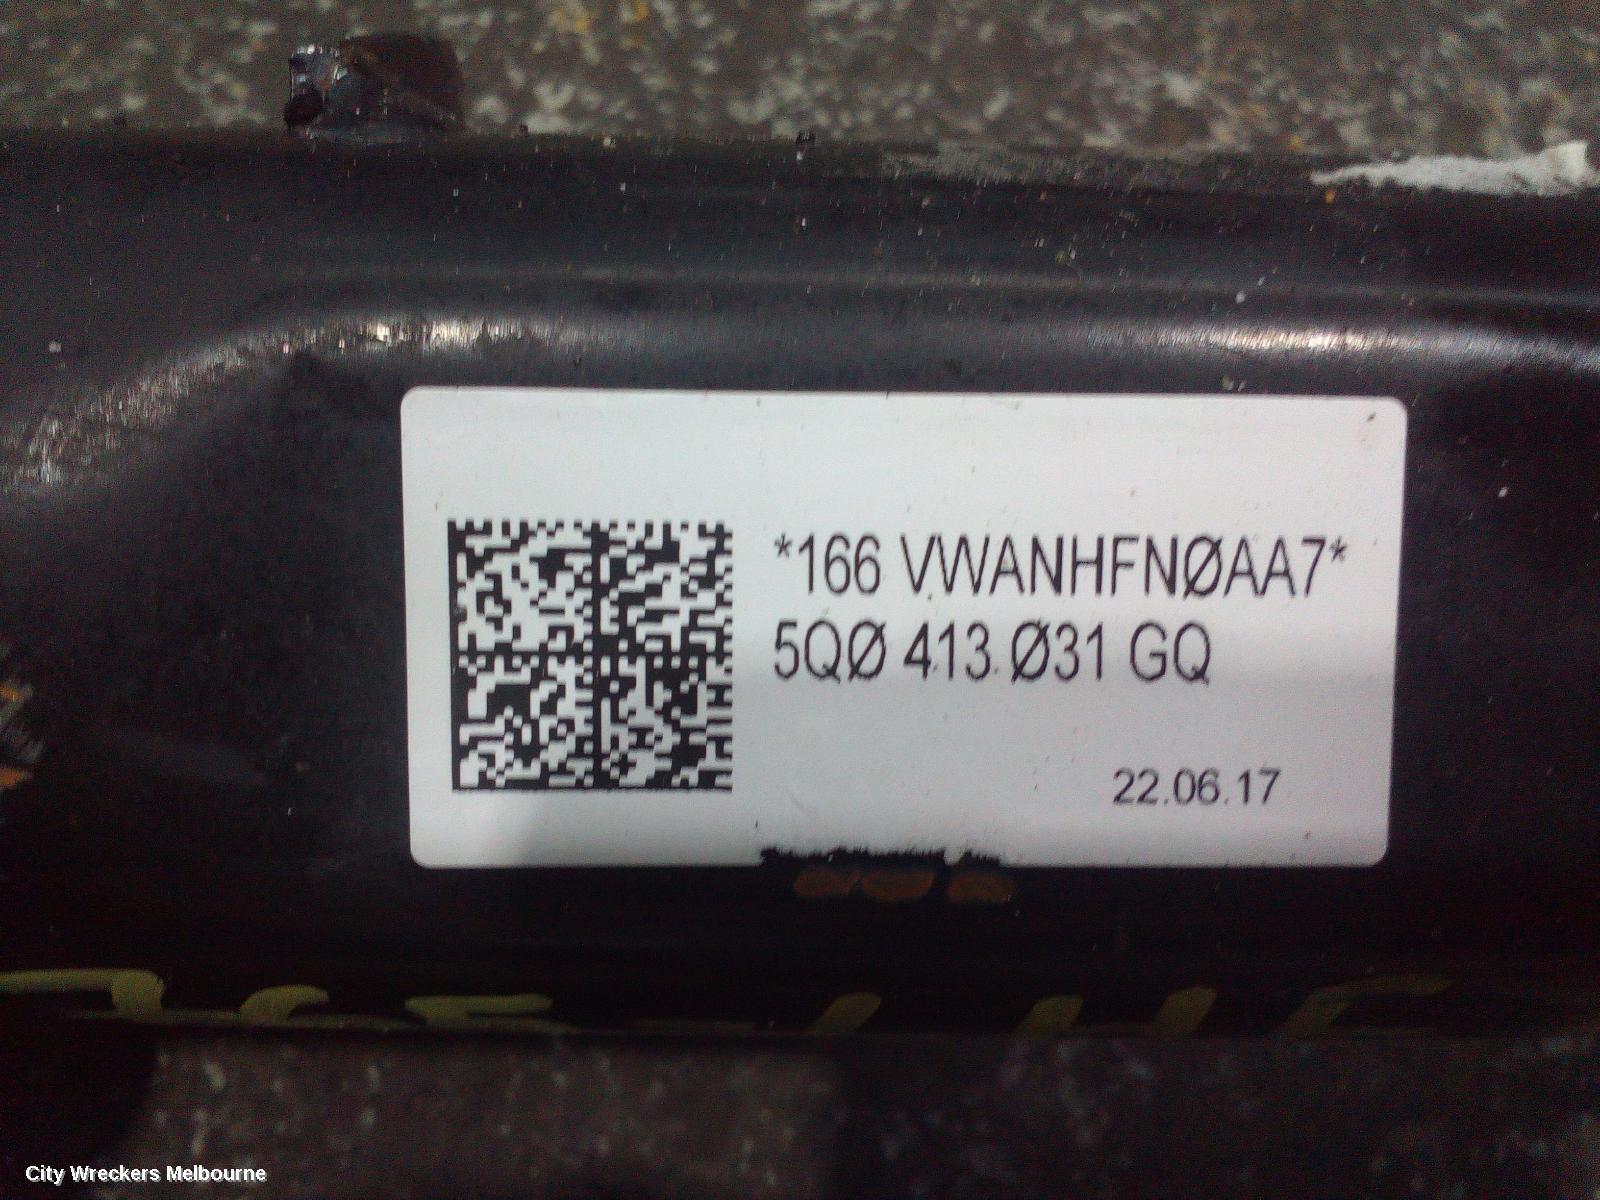 *166 VWANHFNØAA7*
5QØ 413 Ø31 GQ
22.06.17
City Wreckers Melbourne